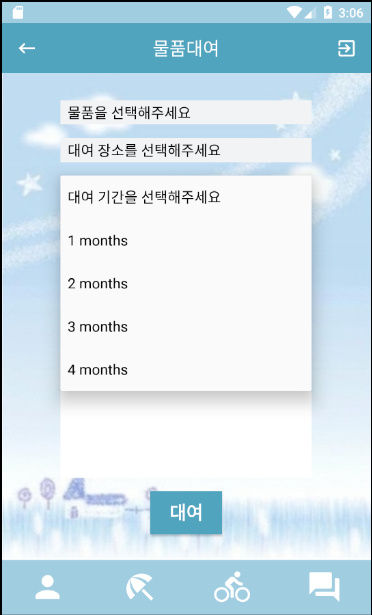 3:06
물품대여
물품을 선택해주세요
대여 장소를 선택해주세요
대여 기간을 선택해주세요
1 months
2 months
3 months
4 months
대여